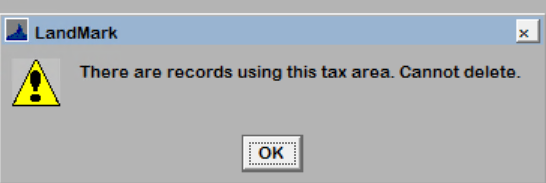 LandMark
There are records using this tax area. Cannot delete.
OK